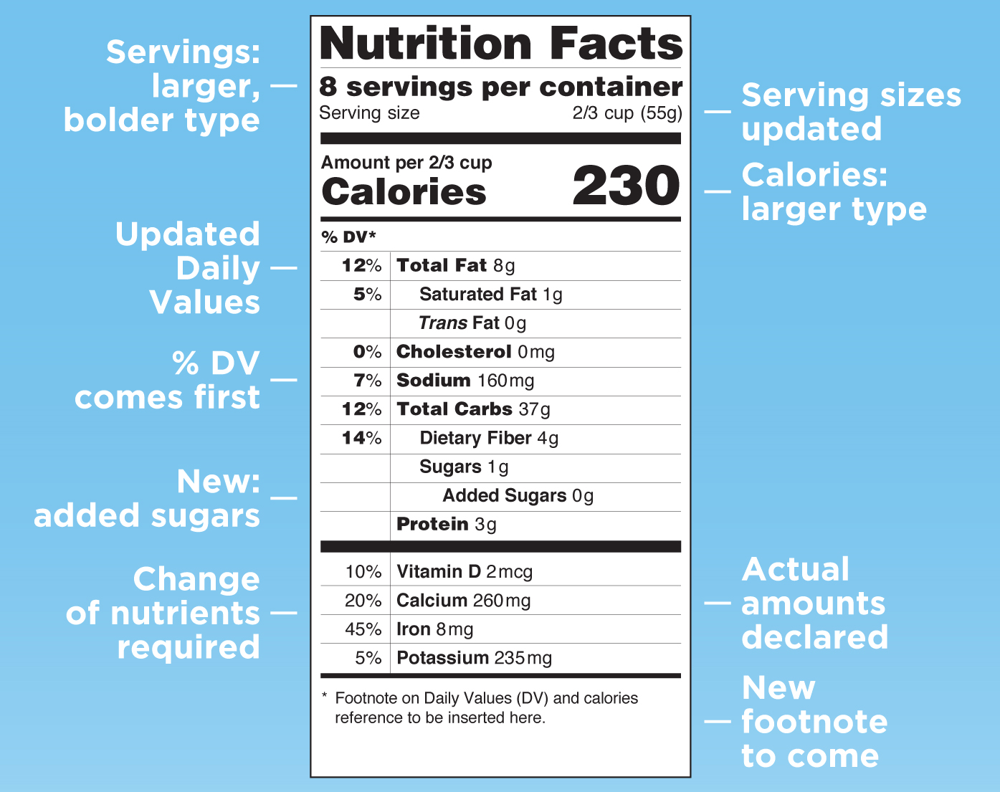 Servings:
larger,
bolder type
Updated
Daily
Values
% DV
comes first
New:
added sugars
Change
of nutrients
required
Nutrition Facts
8 servings per container
Serving size 2/3 cup (55g)
Amount per 2/3 cup
Calories 230
% DV*
12% Total Fat 8g
5% Saturated Fat 1g
Trans Fat 0g
0% Cholesterol 0mg
7% Sodium 160mg
12% Total Carbs 37g
14% Dietary Fiber 4g
Sugars 1g
Added Sugars 0g
Protein 3g
10% Vitamin D 2mcg
20% Calcium 260mg
45% Iron 8mg
5% Potassium 235mg
* Footnote on Daily Values (DV) and calories
reference to be inserted here.
Serving sizes
updated
Calories:
larger type
Actual
amounts
declared
New
footnote
to come